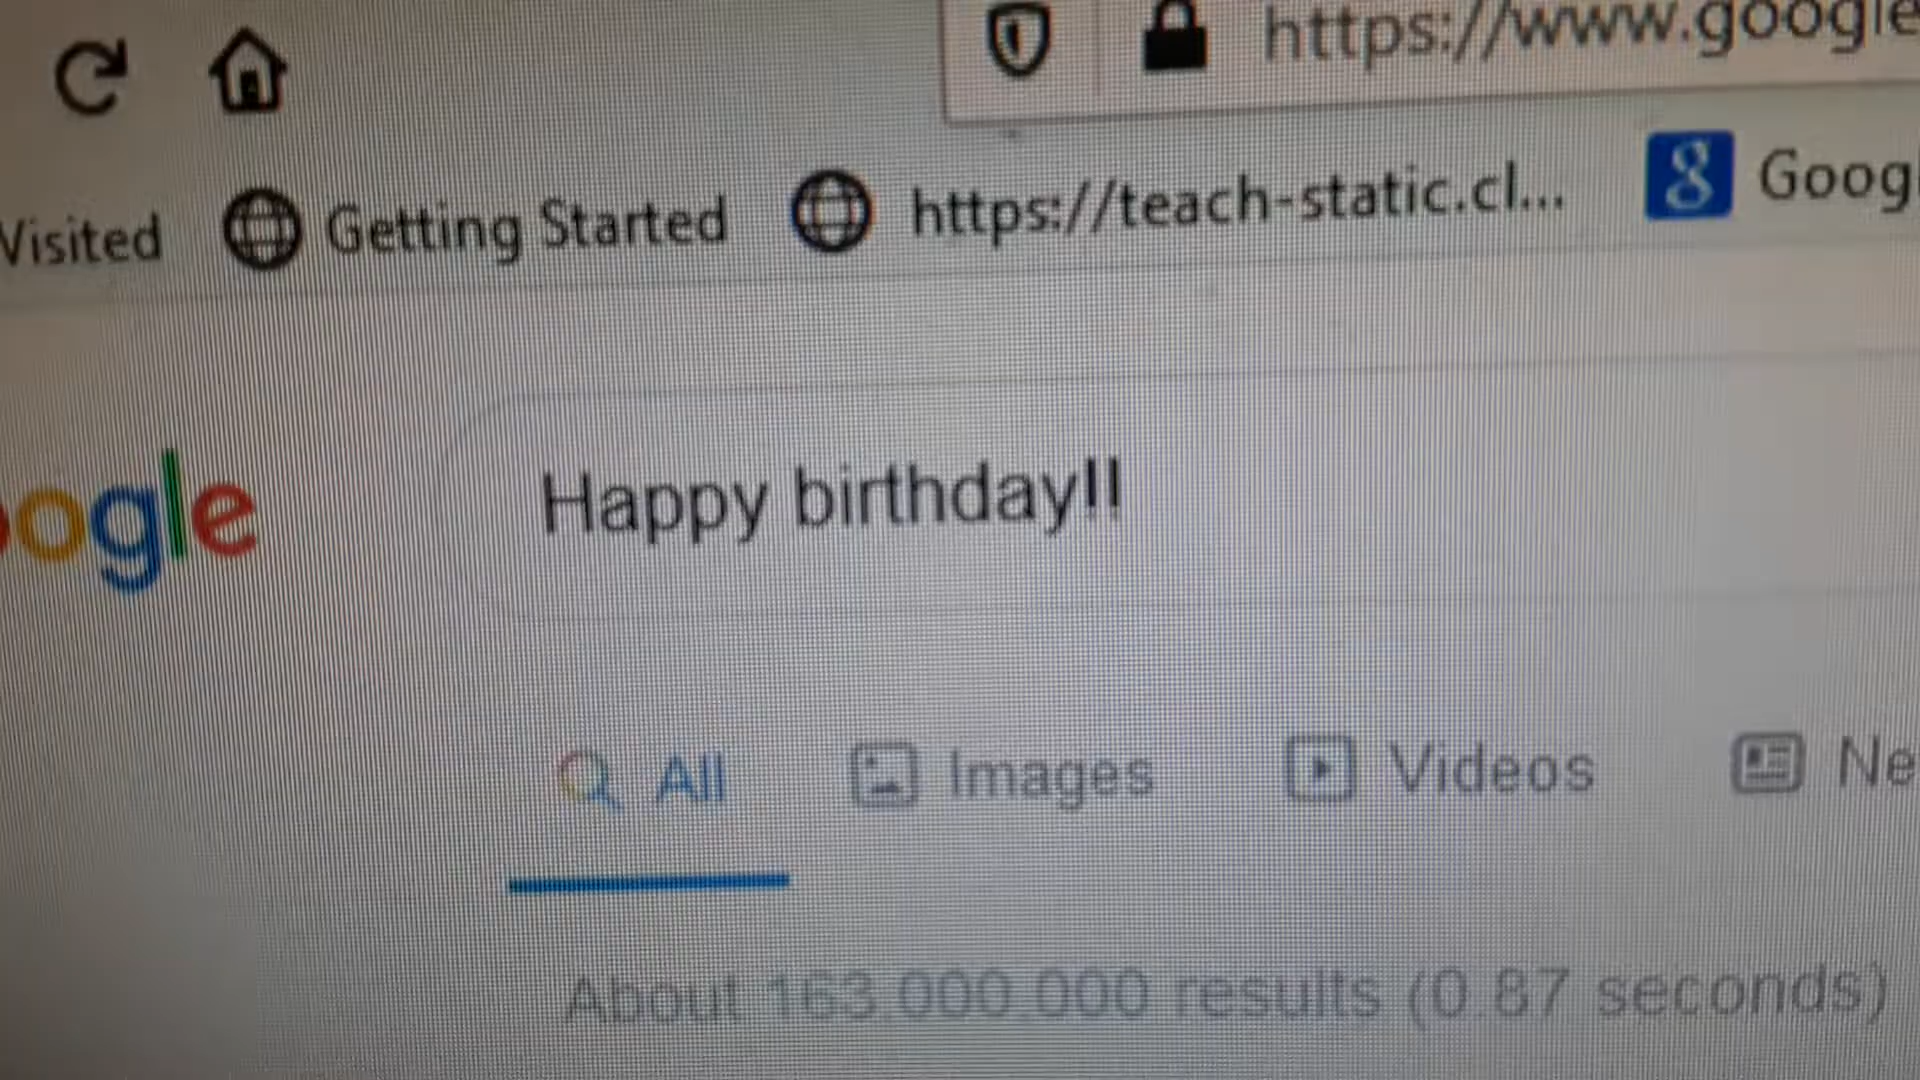 https://www.google
Visited Getting Started https://teach-static.cl... Goog
ogle Happy birthday!!
All Images Videos Ne
About 163,000,000 results (0.87 seconds)